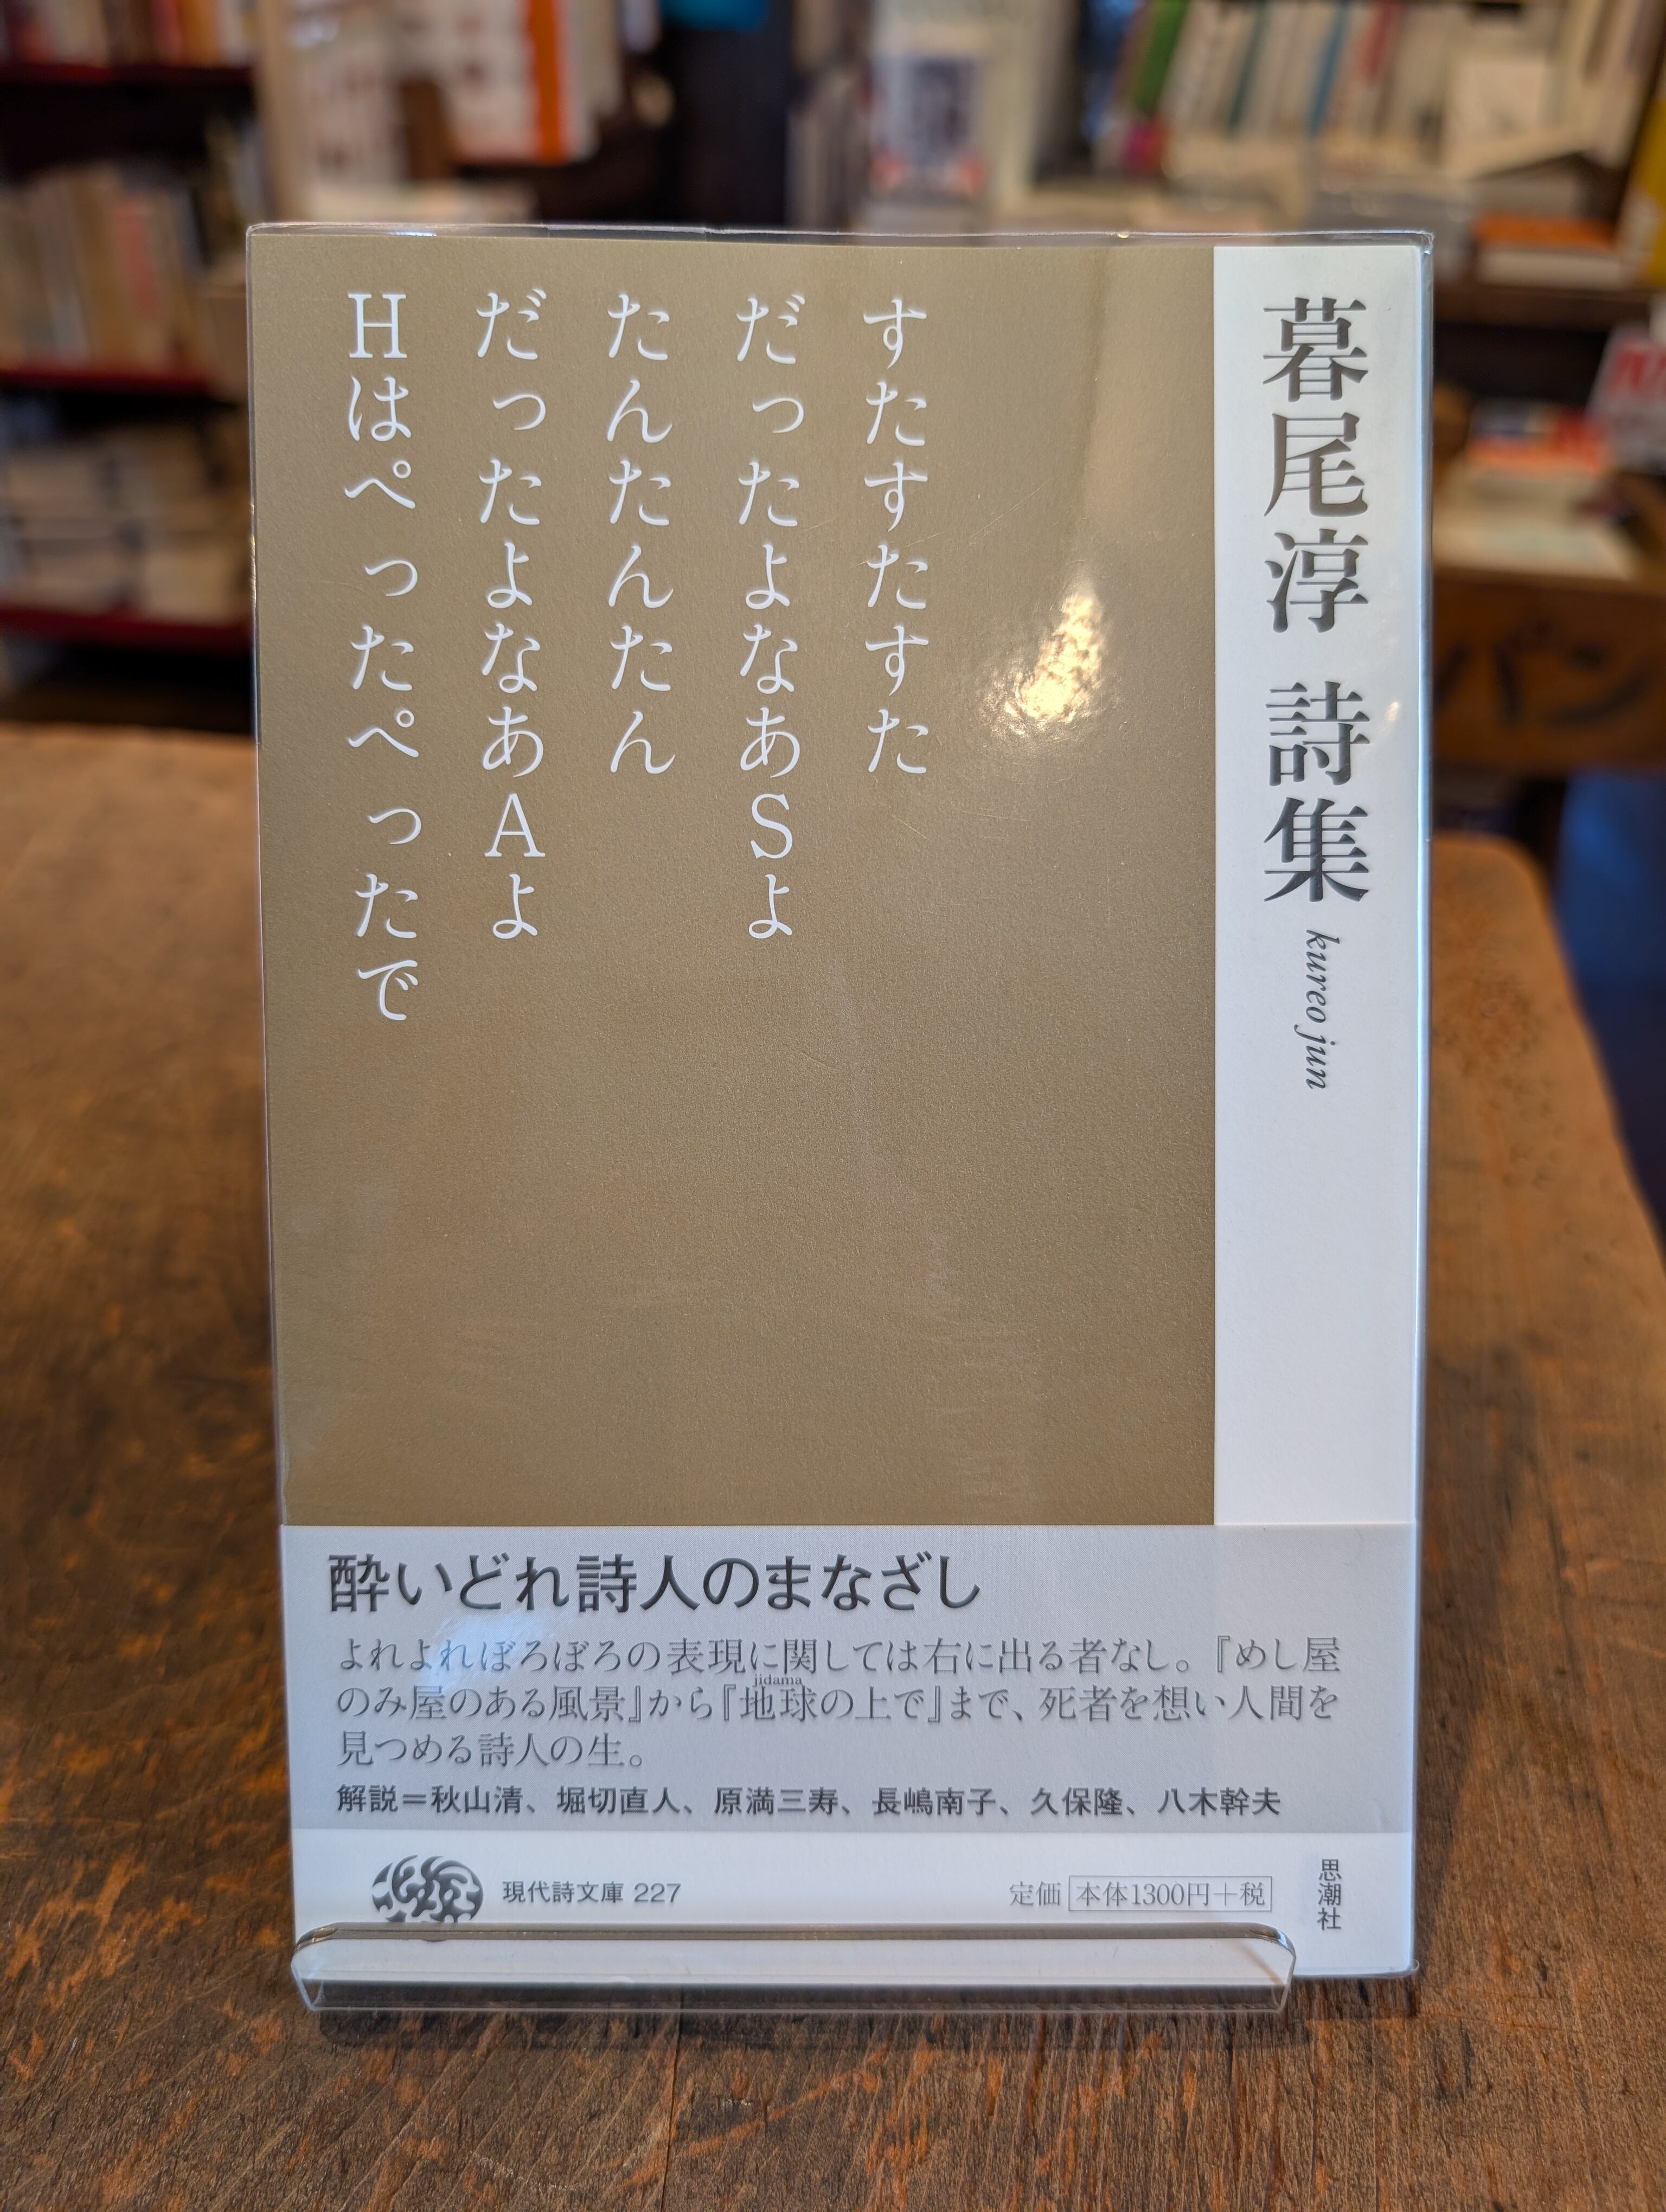 暮尾淳 詩集 kureo jun
すたすたすた
だったよなあSよ
たんたんたん
だったよなあAよ
Hはぺったぺったで
酔いどれ詩人のまなざし
よれよれぼろぼろの表現に関しては右に出る者なし。『めし屋
jidama
のみ屋のある風景』から『地球の上で』まで、死者を想い人間を
見つめる詩人の生。
解説＝秋山清、堀切直人、原満三寿、長嶋南子、久保隆、八木幹夫
現代詩文庫 227
定価 本体1300円＋税
思潮社